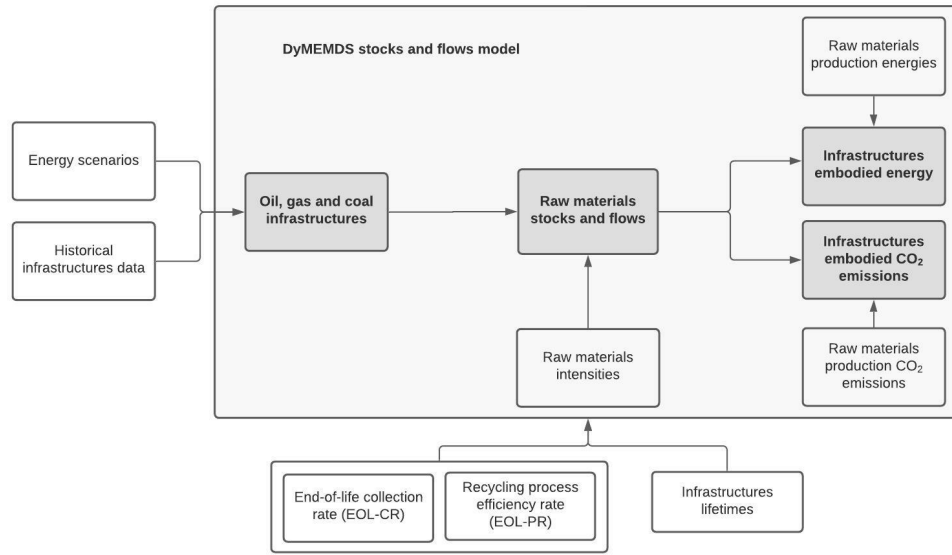 DyMEMDS stocks and flows model
Raw materials
production energies
Energy scenarios
Infrastructures
embodied energy
Oil, gas and coal
infrastructures
Raw materials
stocks and flows
Historical
infrastructures data
Infrastructures
embodied CO₂
emissions
Raw materials
intensities
Raw materials
production CO₂
emissions
End-of-life collection
rate (EOL-CR)
Recycling process
efficiency rate
(EOL-PR)
Infrastructures
lifetimes